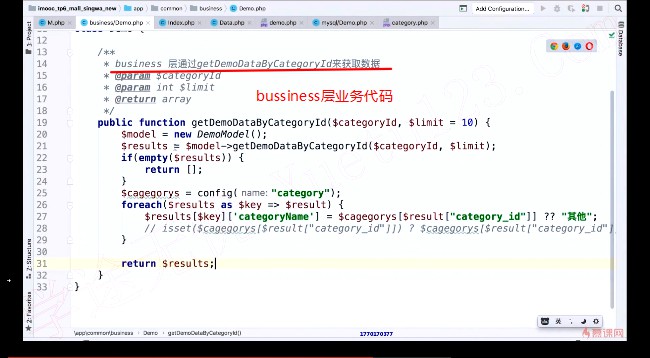 imooc_tp6_mall_singwa_new app common business Demo.php
Add Configuration...
M.php business/Demo.php Index.php Data.php demo.php mysql/Demo.php category.php
1: Project
Database
12
13 /**
14 * business 层通过getDemoDataByCategoryId来获取数据
15 * @param $categoryId
16 * @param int $limit
17 * @return array
18 */
bussiness层业务代码
19 public function getDemoDataByCategoryId($categoryId, $limit = 10) {
20 $model = new DemoModel();
21 $results = $model->getDemoDataByCategoryId($categoryId, $limit);
22 if(empty($results)) {
23 return [];
24 }
25 $cagegorys = config( name: "category");
26 foreach($results as $key => $result) {
27 $results[$key]['categoryName'] = $cagegorys[$result["category_id"]] ?? "其他";
28 // isset($cagegorys[$result["category_id"]]) ? $cagegorys[$result["category_id"]
29 }
30
31 return $results;
32 }
33 }
Z: Structure
2: Favorites
英
\app\common\business Demo getDemoDataByCategoryId()
1770170377
慕课网